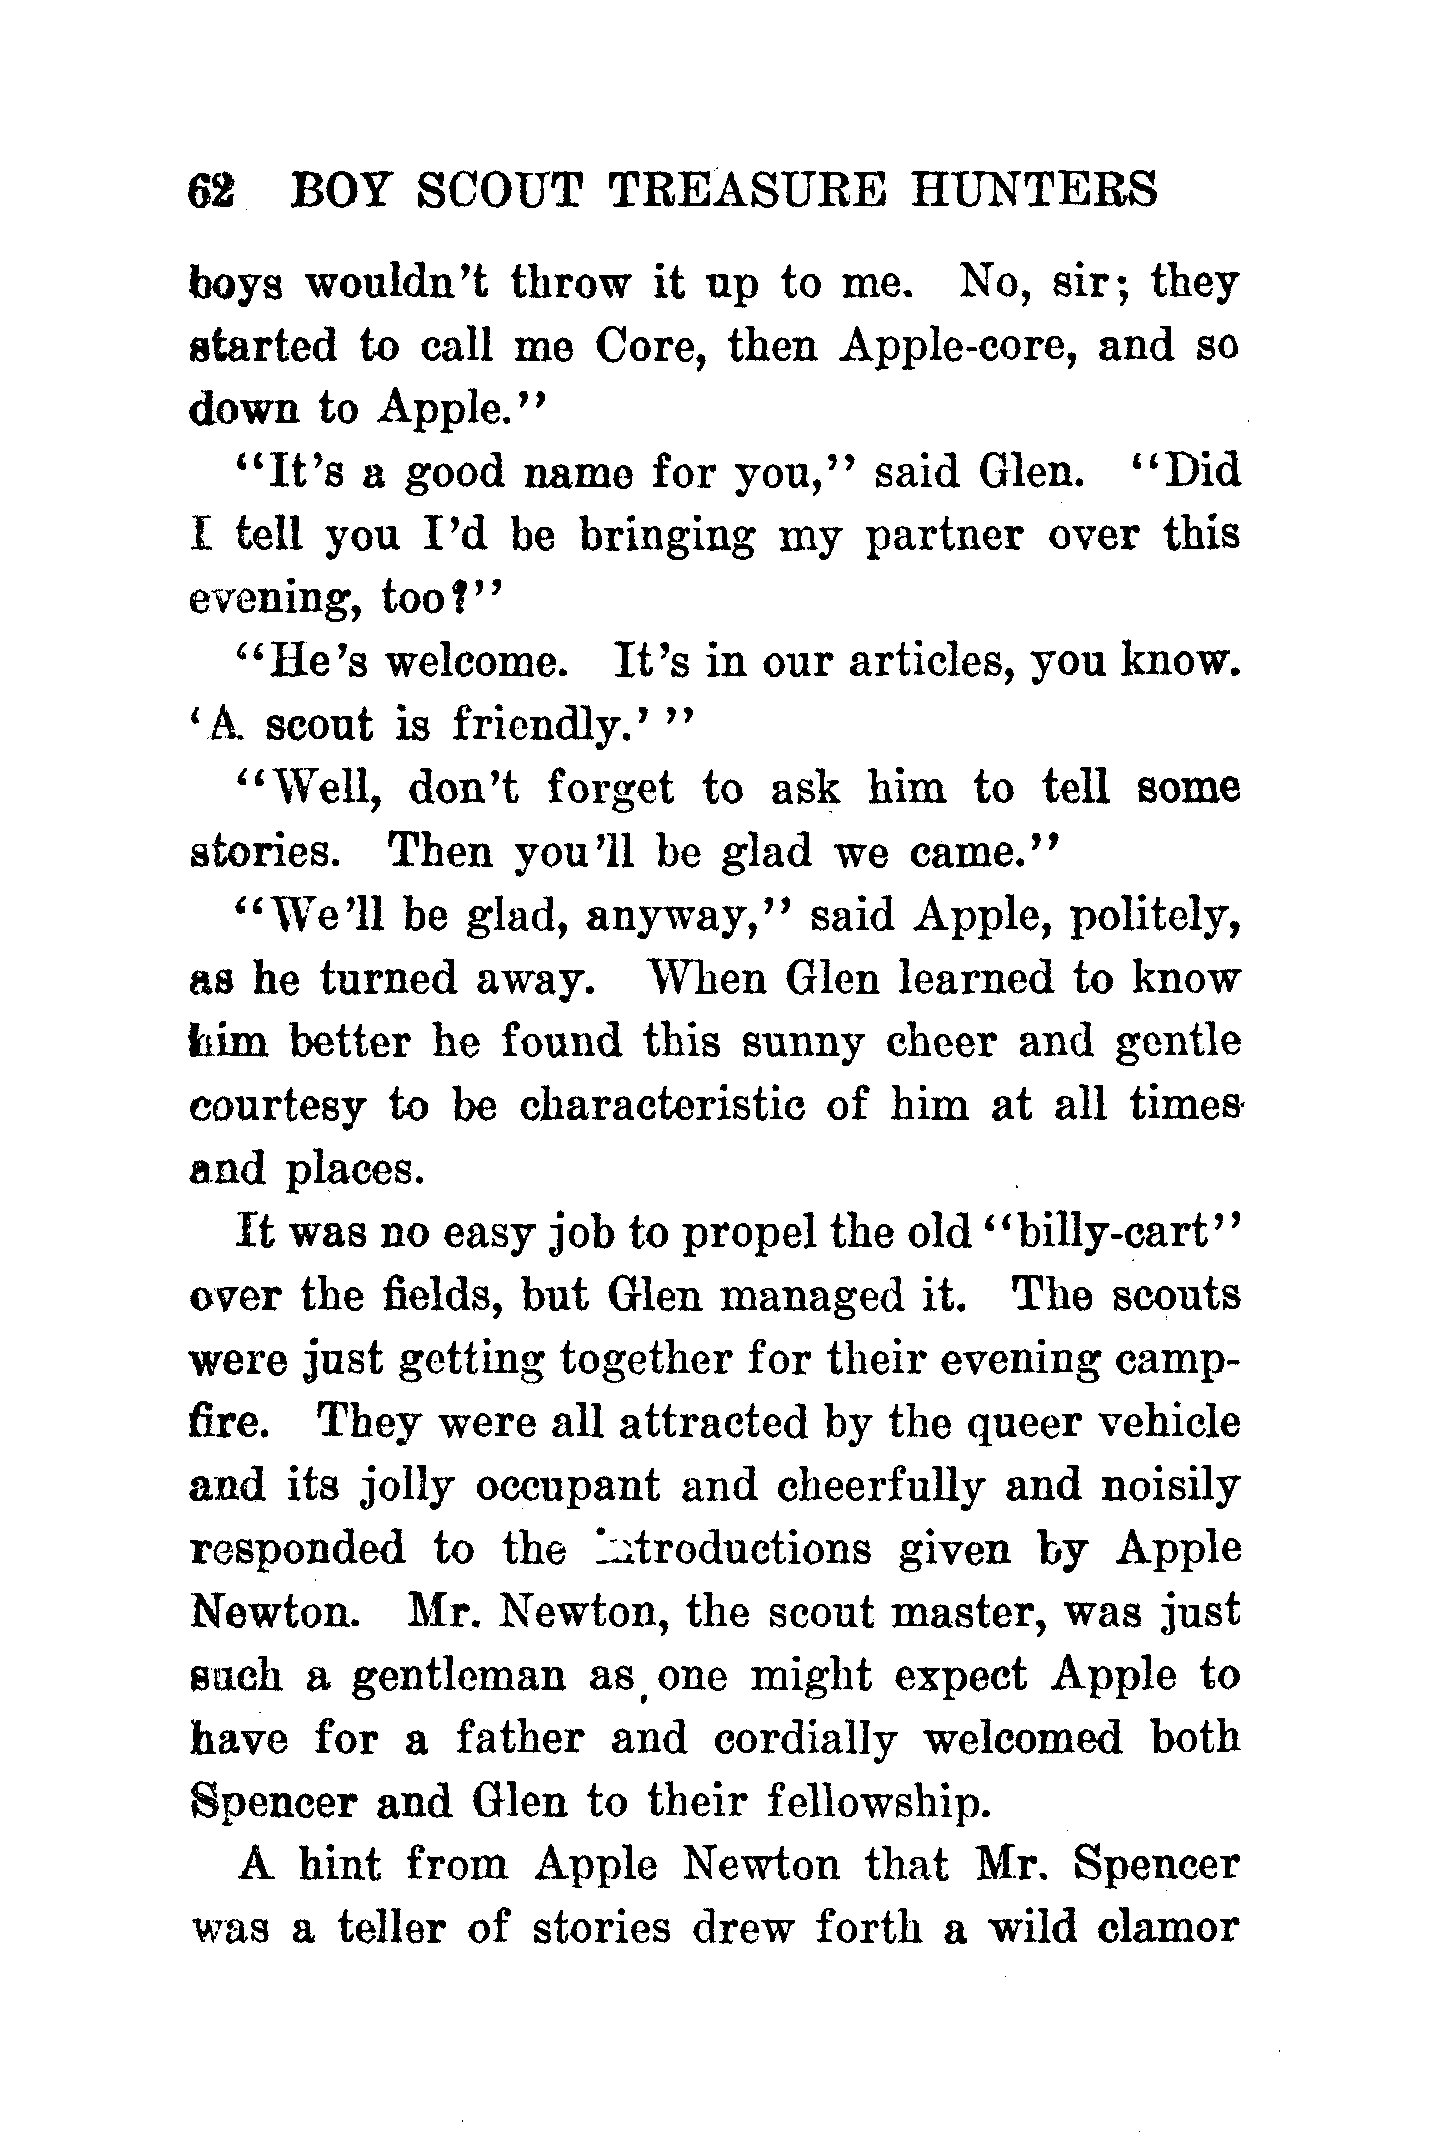 62 BOY SCOUT TREASURE HUNTERS
boys wouldn't throw it up to me. No, sir; they
started to call me Core, then Apple-core, and so
down to Apple."
"It's a good name for you," said Glen. "Did
I tell you I'd be bringing my partner over this
evening, too?"
"He's welcome. It's in our articles, you know.
'A scout is friendly.' "
"Well, don't forget to ask him to tell some
stories. Then you'll be glad we came."
"We'll be glad, anyway," said Apple, politely,
as he turned away. When Glen learned to know
him better he found this sunny cheer and gentle
courtesy to be characteristic of him at all times
and places.
It was no easy job to propel the old "billy-cart"
over the fields, but Glen managed it. The scouts
were just getting together for their evening camp-
fire. They were all attracted by the queer vehicle
and its jolly occupant and cheerfully and noisily
responded to the introductions given by Apple
Newton. Mr. Newton, the scout master, was just
such a gentleman as one might expect Apple to
have for a father and cordially welcomed both
Spencer and Glen to their fellowship.
A hint from Apple Newton that Mr. Spencer
was a teller of stories drew forth a wild clamor